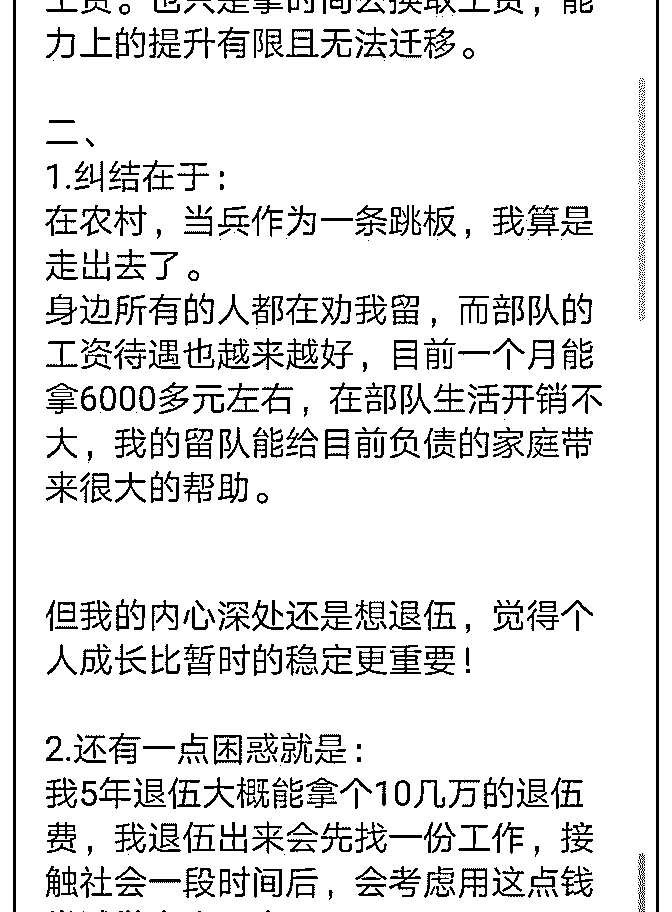 工资。也只是拿时间去换取工资，能
力上的提升有限且无法迁移。
二、
1.纠结在于：
在农村，当兵作为一条跳板，我算是
走出去了。
身边所有的人都在劝我留，而部队的
工资待遇也越来越好，目前一个月能
拿6000多元左右，在部队生活开销不
大，我的留队能给目前负债的家庭带
来很大的帮助。
但我的内心深处还是想退伍，觉得个
人成长比暂时的稳定更重要！
2.还有一点困惑就是：
我5年退伍大概能拿个10几万的退伍
费，我退伍出来会先找一份工作，接
触社会一段时间后，会考虑用这点钱